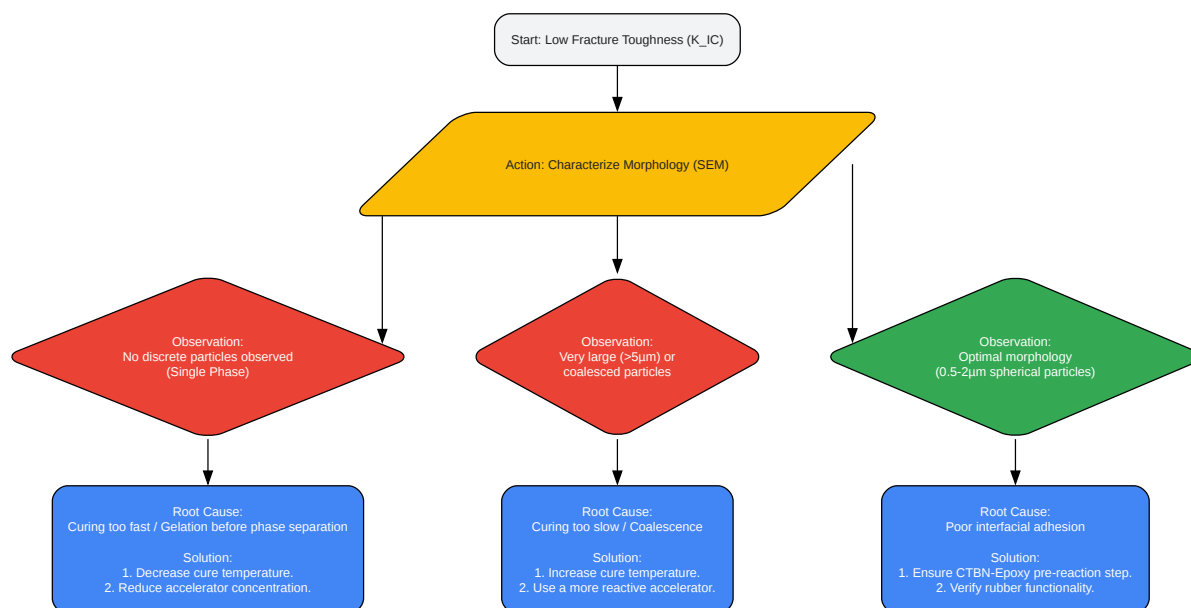 Start: Low Fracture Toughness (K_IC)
Action: Characterize Morphology (SEM)
Observation:
No discrete particles observed
(Single Phase)
Observation:
Very large (>5µm) or
coalesced particles
Observation:
Optimal morphology
(0.5-2µm spherical particles)
Root Cause:
Curing too fast / Gelation before phase separation
Solution:
1. Decrease cure temperature.
2. Reduce accelerator concentration.
Root Cause:
Curing too slow / Coalescence
Solution:
1. Increase cure temperature.
2. Use a more reactive accelerator.
Root Cause:
Poor interfacial adhesion
Solution:
1. Ensure CTBN-Epoxy pre-reaction step.
2. Verify rubber functionality.